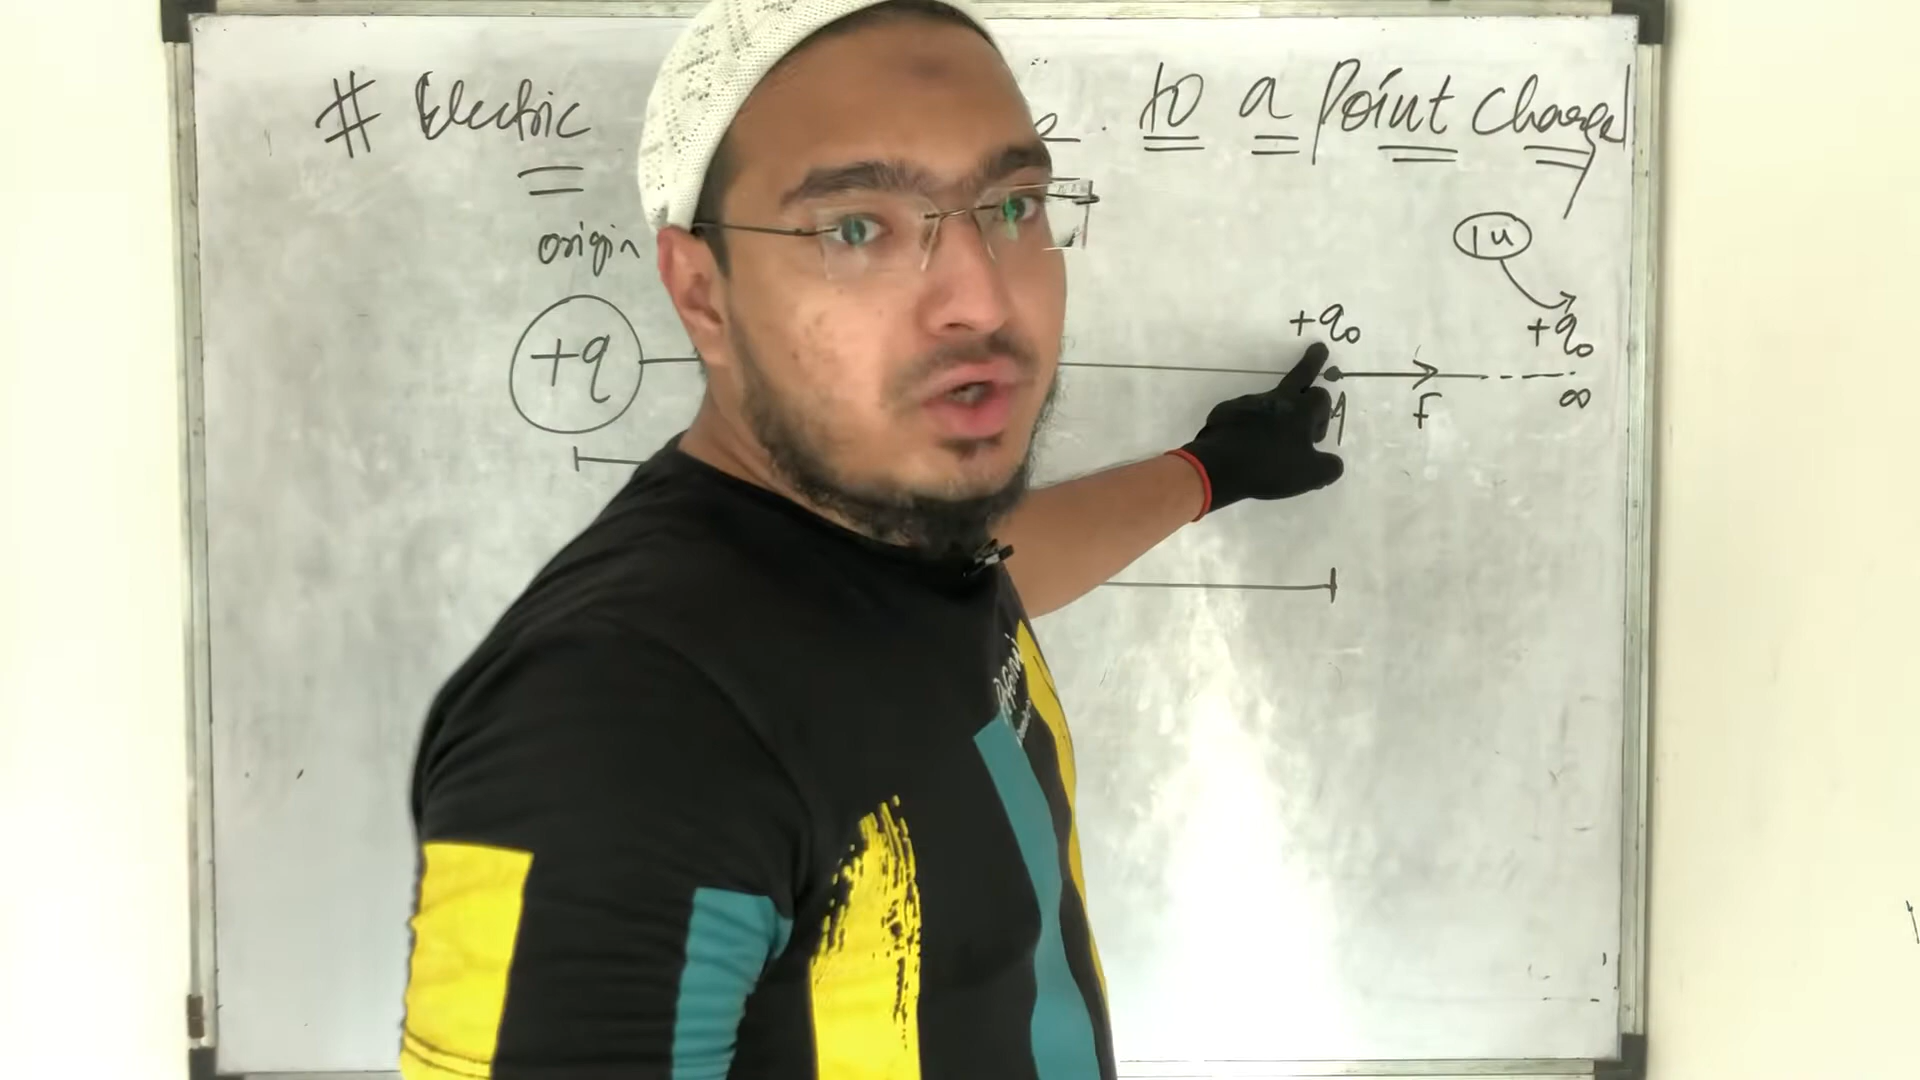 # Electric to a Point Charge
origin
1u
+q
+q₀
+q₀
A
F
∞